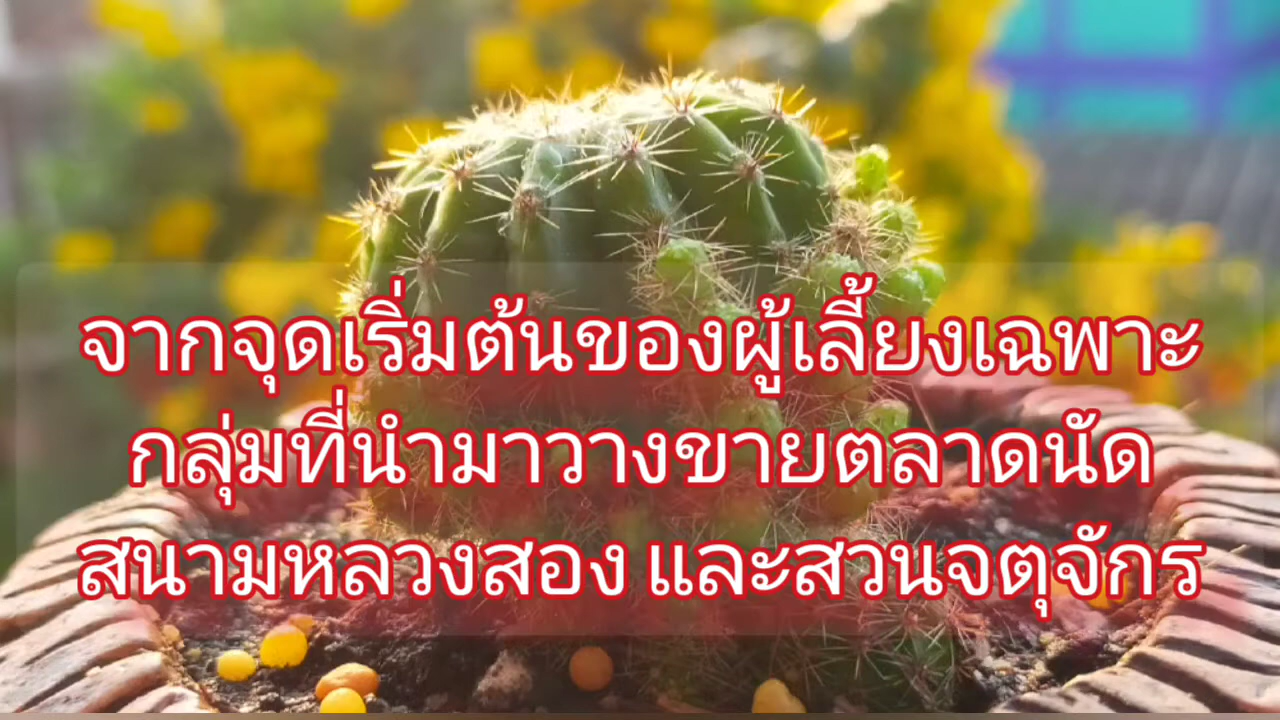 จากจุดเริ่มต้นของผู้เลี้ยงเฉพาะ
กลุ่มที่นำมาวางขายตลาดนัด
สนามหลวงสอง และสวนจตุจักร